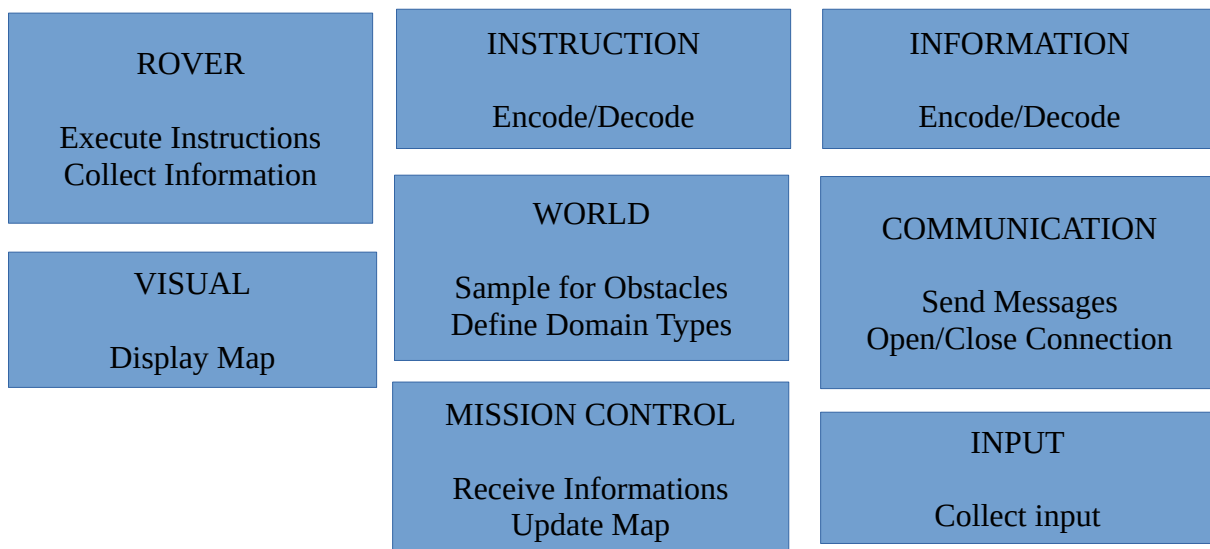 ROVER
Execute Instructions
Collect Information
INSTRUCTION
Encode/Decode
INFORMATION
Encode/Decode
VISUAL
Display Map
WORLD
Sample for Obstacles
Define Domain Types
COMMUNICATION
Send Messages
Open/Close Connection
MISSION CONTROL
Receive Informations
Update Map
INPUT
Collect input